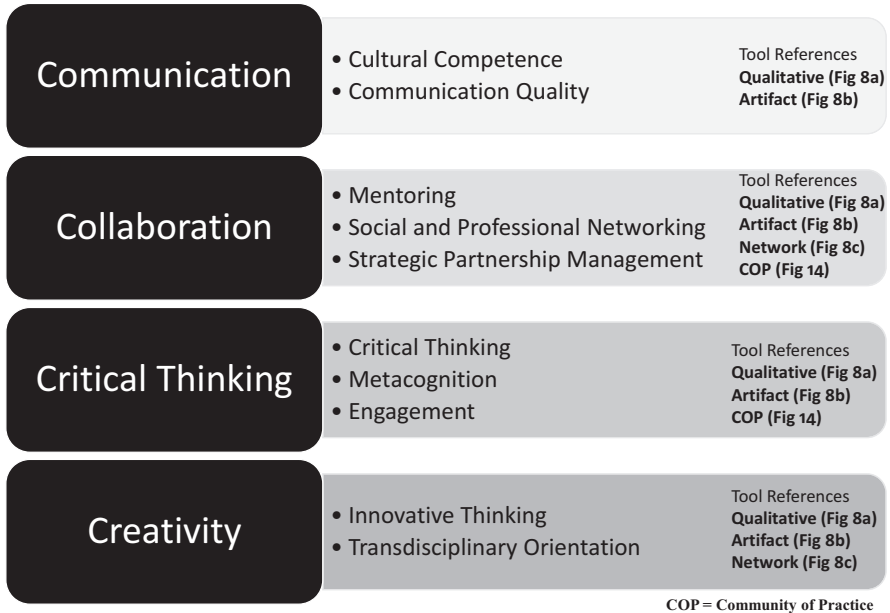 Communication
• Cultural Competence
• Communication Quality
Tool References
Qualitative (Fig 8a)
Artifact (Fig 8b)
Collaboration
• Mentoring
• Social and Professional Networking
• Strategic Partnership Management
Tool References
Qualitative (Fig 8a)
Artifact (Fig 8b)
Network (Fig 8c)
COP (Fig 14)
Critical Thinking
• Critical Thinking
• Metacognition
• Engagement
Tool References
Qualitative (Fig 8a)
Artifact (Fig 8b)
COP (Fig 14)
Creativity
• Innovative Thinking
• Transdisciplinary Orientation
Tool References
Qualitative (Fig 8a)
Artifact (Fig 8b)
Network (Fig 8c)
COP = Community of Practice